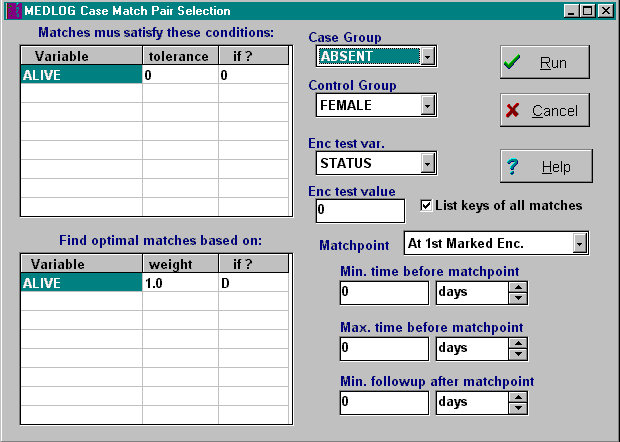 MEDLOG Case Match Pair Selection
Matches mus satisfy these conditions:
Variable tolerance if ?
ALIVE 0 0
Find optimal matches based on:
Variable weight if ?
ALIVE 1.0 D
Case Group
ABSENT
Control Group
FEMALE
Enc test var.
STATUS
Enc test value
0
List keys of all matches
Matchpoint At 1st Marked Enc.
Min. time before matchpoint
0 days
Max. time before matchpoint
0 days
Min. followup after matchpoint
0 days
Run
Cancel
? Help